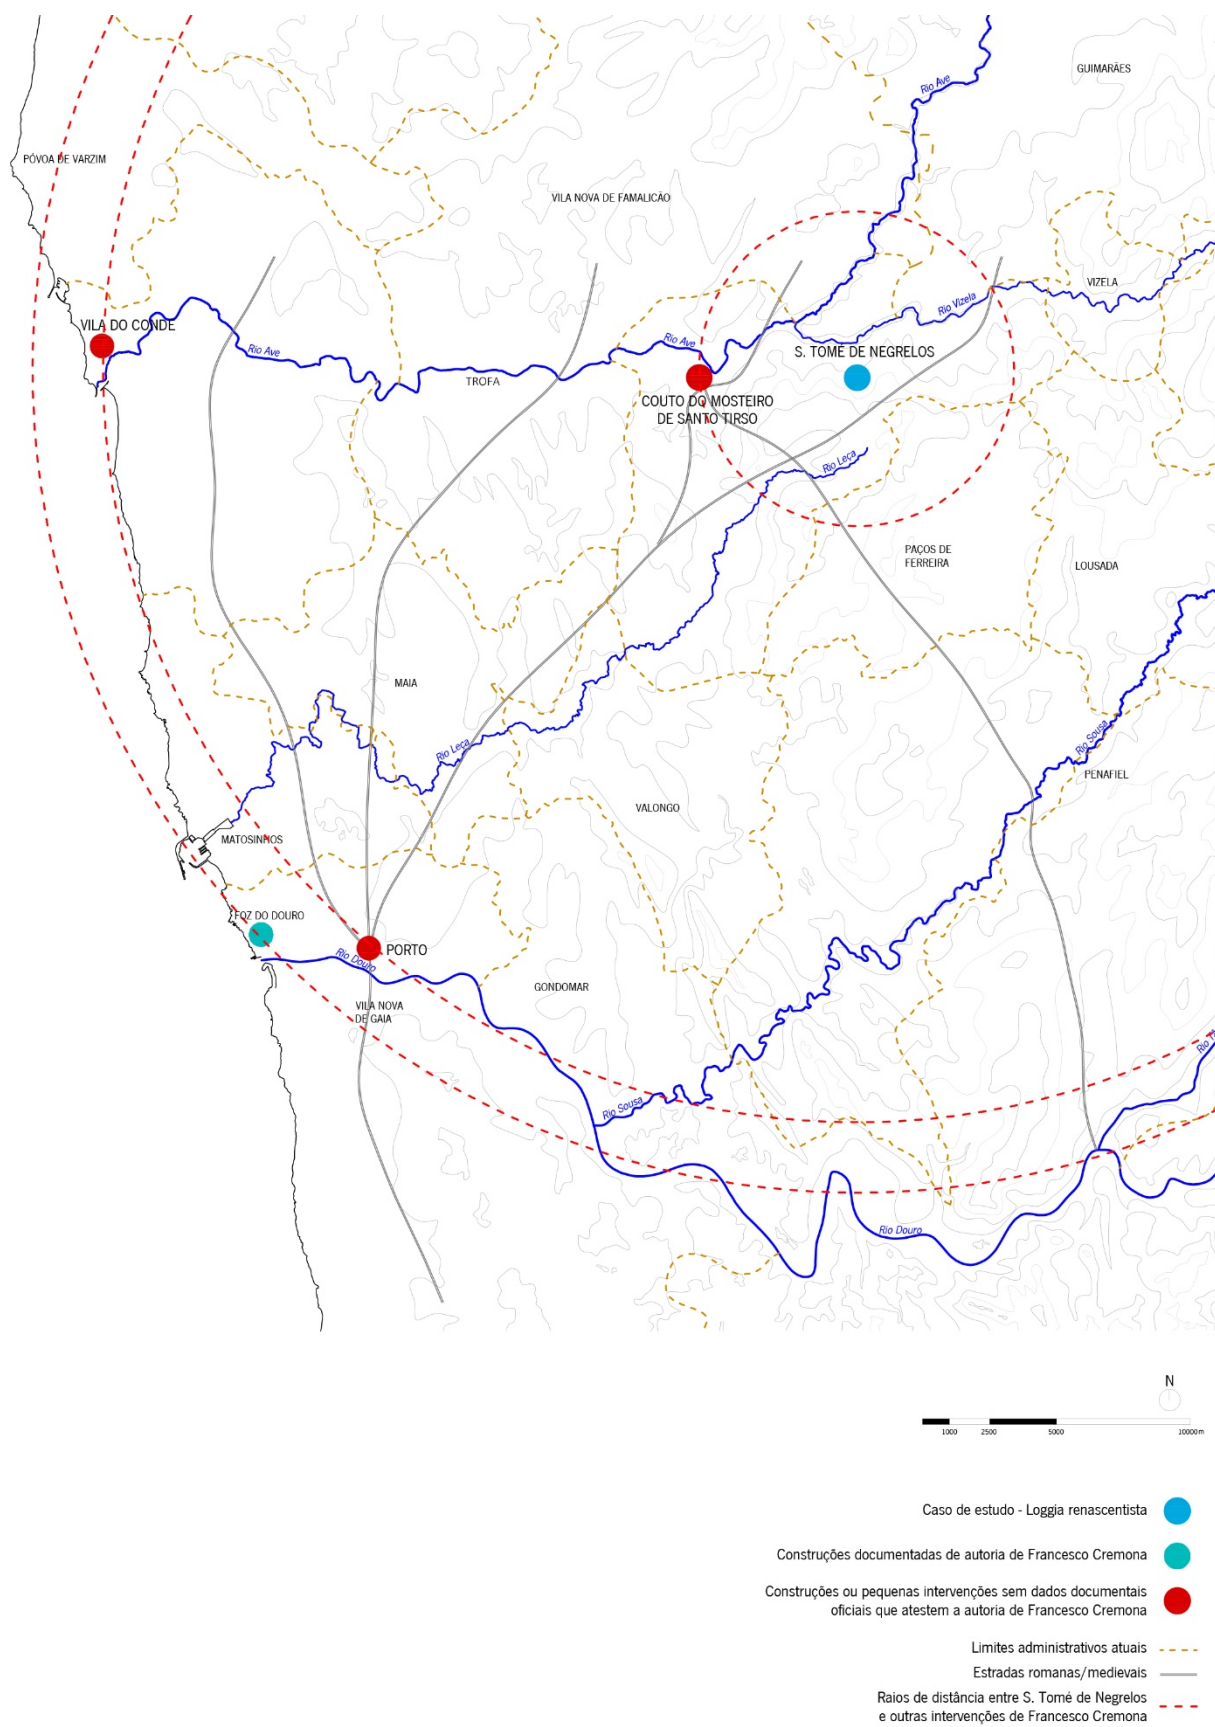 GUIMARÃES
Rio Ave
PÓVOA DE VARZIM
VILA NOVA DE FAMALICÃO
VIZELA
Rio Vizela
VILA DO CONDE
Rio Ave
Rio Ave
S. TOMÉ DE NEGRELOS
TROFA
COUTO DO MOSTEIRO
DE SANTO TIRSO
Rio Leça
PAÇOS DE
FERREIRA
LOUSADA
MAIA
Rio Leça
Rio Sousa
PENAFIEL
VALONGO
MATOSINHOS
FOZ DO DOURO
PORTO
Rio Douro
GONDOMAR
VILA NOVA
DE GAIA
Rio Sousa
Rio Douro
N
1000 2500 5000 10000m
Caso de estudo - Loggia renascentista
Construções documentadas de autoria de Francesco Cremona
Construções ou pequenas intervenções sem dados documentais
oficiais que atestem a autoria de Francesco Cremona
Limites administrativos atuais
Estradas romanas/medievais
Raios de distância entre S. Tomé de Negrelos
e outras intervenções de Francesco Cremona